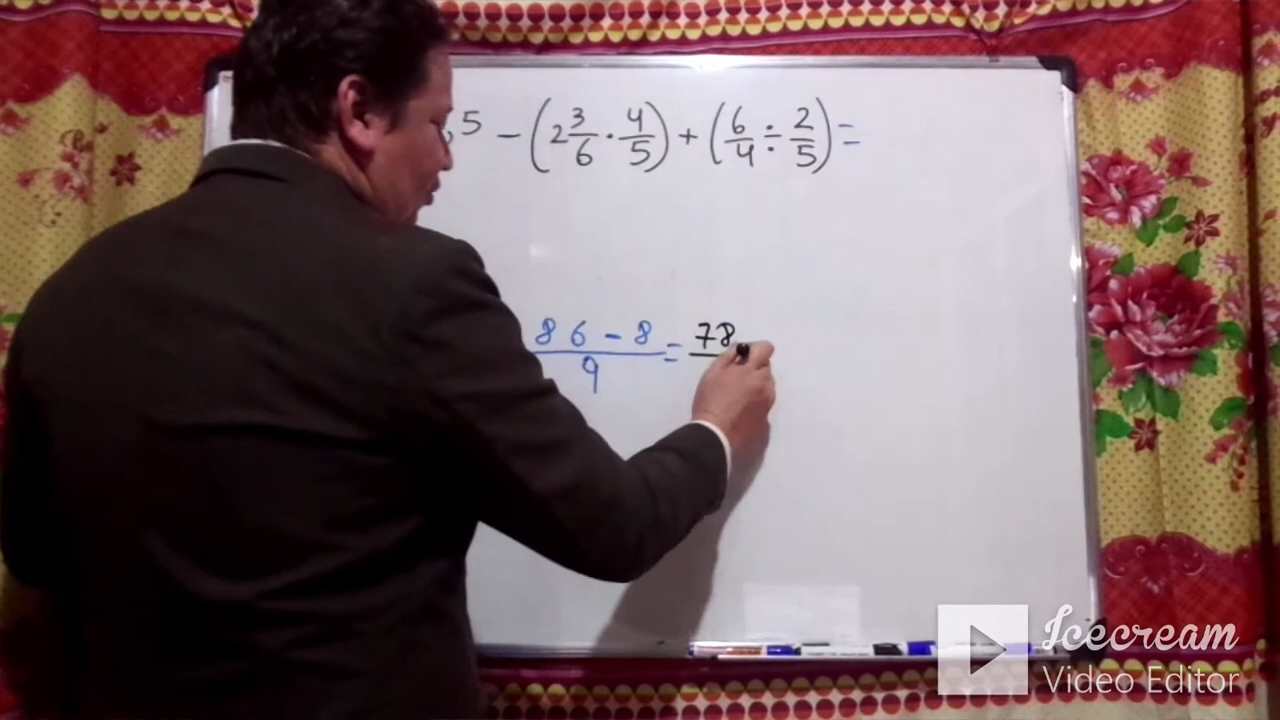 ,5 - (2 3/6 · 4/5) + (6/4 ÷ 2/5) =
86 - 8 / 9 = 78
Icecream
Video Editor